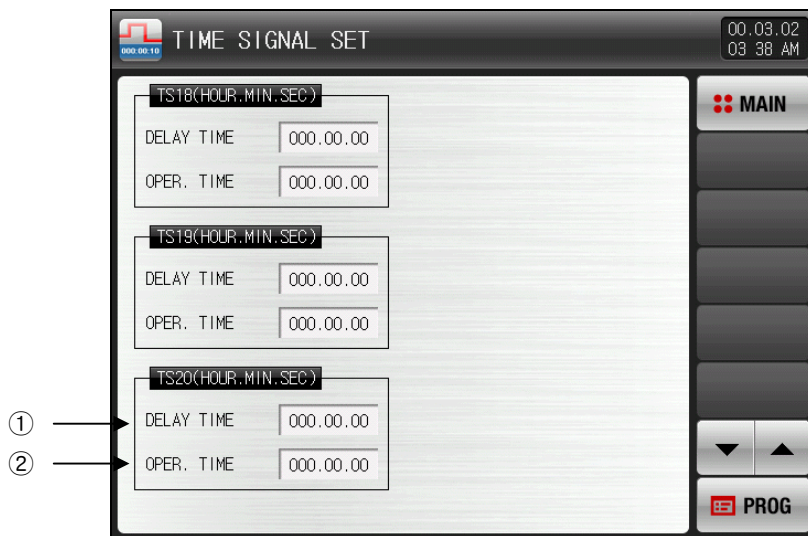 000:00:10
TIME SIGNAL SET
00.03.02
03 38 AM
TS18(HOUR.MIN.SEC)
DELAY TIME 000.00.00
OPER. TIME 000.00.00
TS19(HOUR.MIN.SEC)
DELAY TIME 000.00.00
OPER. TIME 000.00.00
TS20(HOUR.MIN.SEC)
① DELAY TIME 000.00.00
② OPER. TIME 000.00.00
MAIN
PROG